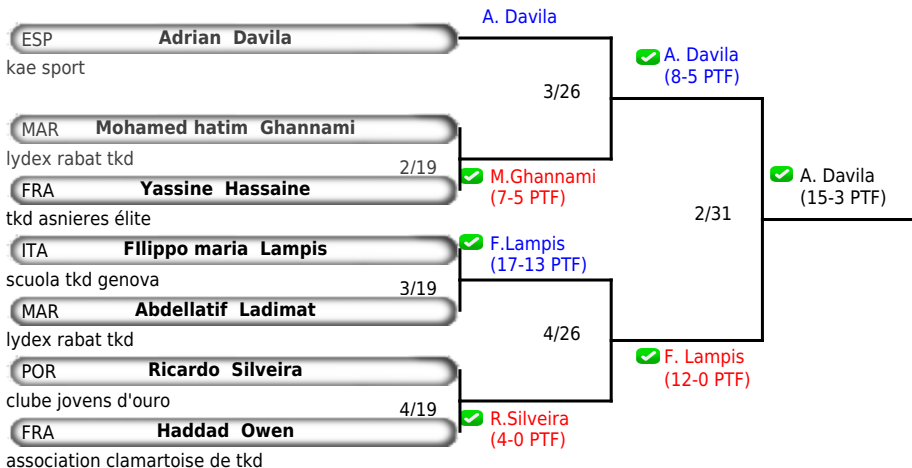 A. Davila
ESP Adrian Davila
kae sport
A. Davila
(8-5 PTF)
3/26
MAR Mohamed hatim Ghannami
lydex rabat tkd
2/19
M.Ghannami
(7-5 PTF)
FRA Yassine Hassaine
tkd asnieres élite
A. Davila
(15-3 PTF)
2/31
ITA FIlippo maria Lampis
scuola tkd genova
F.Lampis
(17-13 PTF)
3/19
MAR Abdellatif Ladimat
lydex rabat tkd
4/26
POR Ricardo Silveira
clube jovens d'ouro
F. Lampis
(12-0 PTF)
4/19
R.Silveira
(4-0 PTF)
FRA Haddad Owen
association clamartoise de tkd